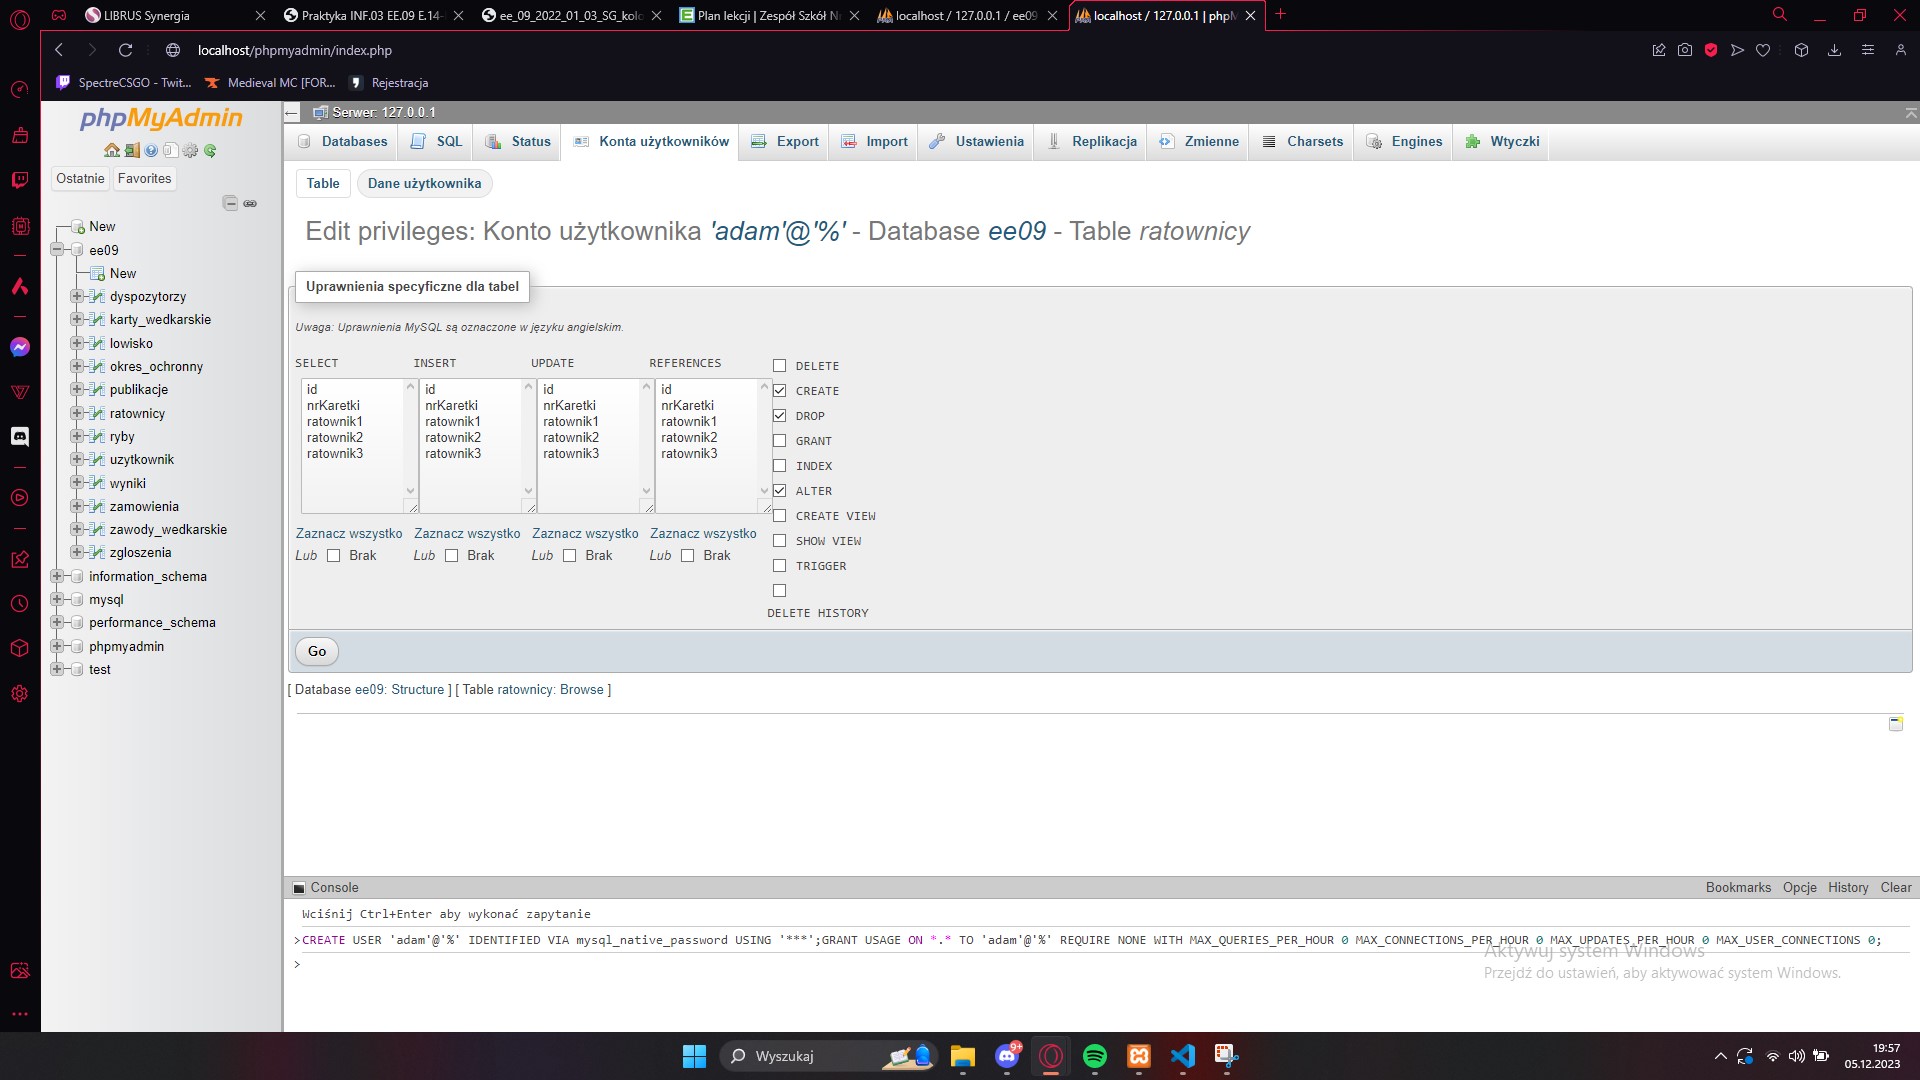 LIBRUS Synergia
Praktyka INF.03 EE.09 E.14-
ee_09_2022_01_03_SG_kolo
Plan lekcji | Zespół Szkół Nr
localhost / 127.0.0.1 / ee09
localhost / 127.0.0.1 | phpM
localhost/phpmyadmin/index.php
SpectreCSGO - Twit...
Medieval MC [FOR...
Rejestracja
phpMyAdmin
Ostatnie
Favorites
New
ee09
New
dyspozytorzy
karty_wedkarskie
lowisko
okres_ochronny
publikacje
ratownicy
ryby
uzytkownik
wyniki
zamowienia
zawody_wedkarskie
zgloszenia
information_schema
mysql
performance_schema
phpmyadmin
test
Serwer: 127.0.0.1
Databases
SQL
Status
Konta użytkowników
Export
Import
Ustawienia
Replikacja
Zmienne
Charsets
Engines
Wtyczki
Table
Dane użytkownika
Edit privileges: Konto użytkownika 'adam'@'%' - Database ee09 - Table ratownicy
Uprawnienia specyficzne dla tabel
Uwaga: Uprawnienia MySQL są oznaczone w języku angielskim.
SELECT
id
nrKaretki
ratownik1
ratownik2
ratownik3
Zaznacz wszystko
Lub Brak
INSERT
id
nrKaretki
ratownik1
ratownik2
ratownik3
Zaznacz wszystko
Lub Brak
UPDATE
id
nrKaretki
ratownik1
ratownik2
ratownik3
Zaznacz wszystko
Lub Brak
REFERENCES
id
nrKaretki
ratownik1
ratownik2
ratownik3
Zaznacz wszystko
Lub Brak
DELETE
CREATE
DROP
GRANT
INDEX
ALTER
CREATE VIEW
SHOW VIEW
TRIGGER
DELETE HISTORY
Go
[ Database ee09: Structure ] [ Table ratownicy: Browse ]
Console
Bookmarks Opcje History Clear
Wciśnij Ctrl+Enter aby wykonać zapytanie
>CREATE USER 'adam'@'%' IDENTIFIED VIA mysql_native_password USING '***';GRANT USAGE ON *.* TO 'adam'@'%' REQUIRE NONE WITH MAX_QUERIES_PER_HOUR 0 MAX_CONNECTIONS_PER_HOUR 0 MAX_UPDATES_PER_HOUR 0 MAX_USER_CONNECTIONS 0;
>
Aktywuj system Windows
Przejdź do ustawień, aby aktywować system Windows.
Wyszukaj
9+
19:57
05.12.2023